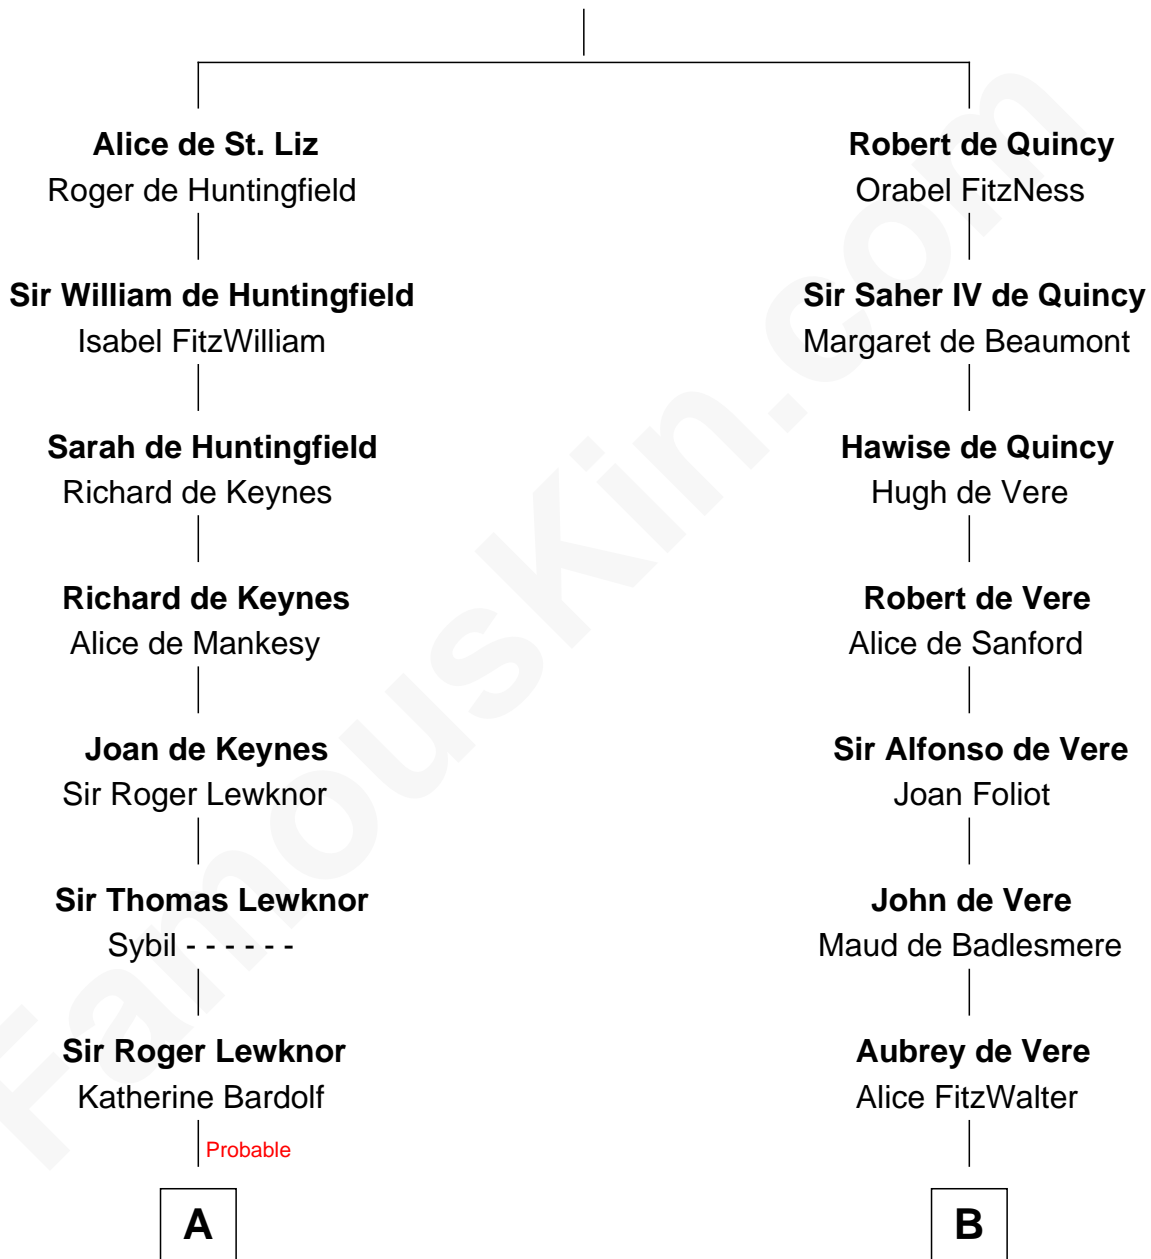 Alice de St. Liz
Roger de Huntingfield
Sir William de Huntingfield
Isabel FitzWilliam
Sarah de Huntingfield
Richard de Keynes
Richard de Keynes
Alice de Mankesy
Joan de Keynes
Sir Roger Lewknor
Sir Thomas Lewknor
Sybil - - - - - -
Sir Roger Lewknor
Katherine Bardolf
Probable
A
Robert de Quincy
Orabel FitzNess
Sir Saher IV de Quincy
Margaret de Beaumont
Hawise de Quincy
Hugh de Vere
Robert de Vere
Alice de Sanford
Sir Alfonso de Vere
Joan Foliot
John de Vere
Maud de Badlesmere
Aubrey de Vere
Alice FitzWalter
B
FamousKin.com